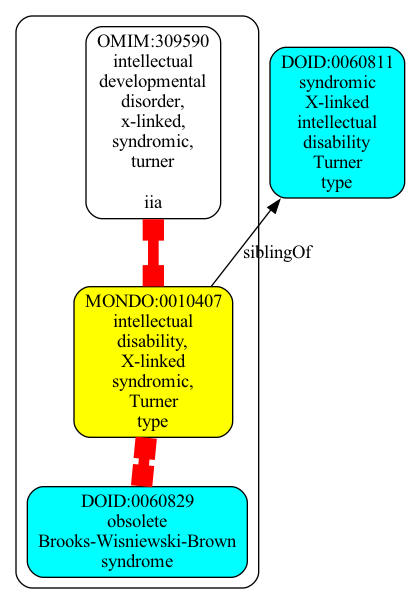 OMIM:309590
intellectual
developmental
disorder,
x-linked,
syndromic,
turner
iia
DOID:0060811
syndromic
X-linked
intellectual
disability
Turner
type
siblingOf
MONDO:0010407
intellectual
disability,
X-linked
syndromic,
Turner
type
DOID:0060829
obsolete
Brooks-Wisniewski-Brown
syndrome